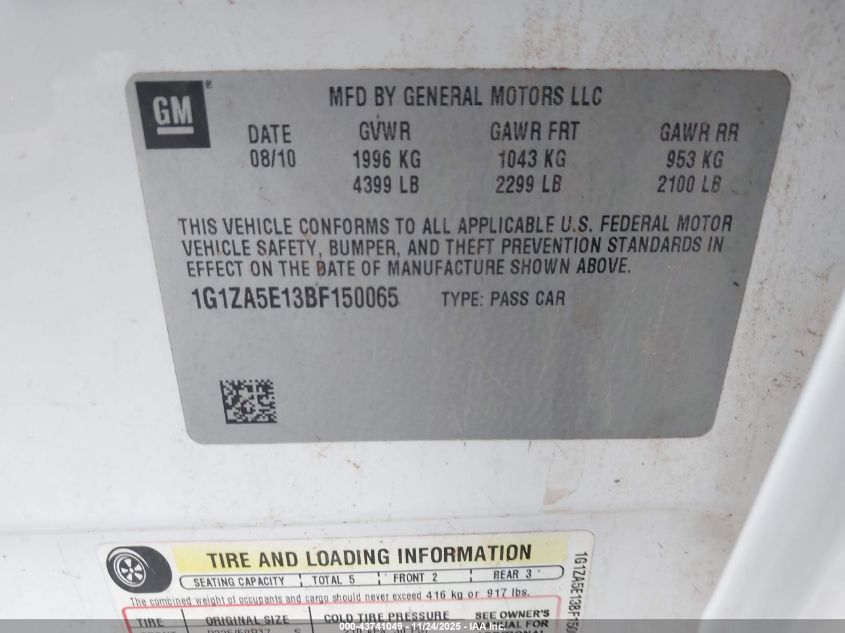 GM
MFD BY GENERAL MOTORS LLC
DATE GVWR GAWR FRT GAWR RR
08/10 1996 KG 1043 KG 953 KG
4399 LB 2299 LB 2100 LB
THIS VEHICLE CONFORMS TO ALL APPLICABLE U.S. FEDERAL MOTOR
VEHICLE SAFETY, BUMPER, AND THEFT PREVENTION STANDARDS IN
EFFECT ON THE DATE OF MANUFACTURE SHOWN ABOVE.
1G1ZA5E13BF150065 TYPE: PASS CAR
TIRE AND LOADING INFORMATION
SEATING CAPACITY TOTAL 5 FRONT 2 REAR 3
The combined weight of occupants and cargo should never exceed 416 kg or 917 lbs.
TIRE ORIGINAL SIZE COLD TIRE PRESSURE SEE OWNER'S
MANUAL FOR
000-43741049 - 11/24/2025 - IAAI.COM